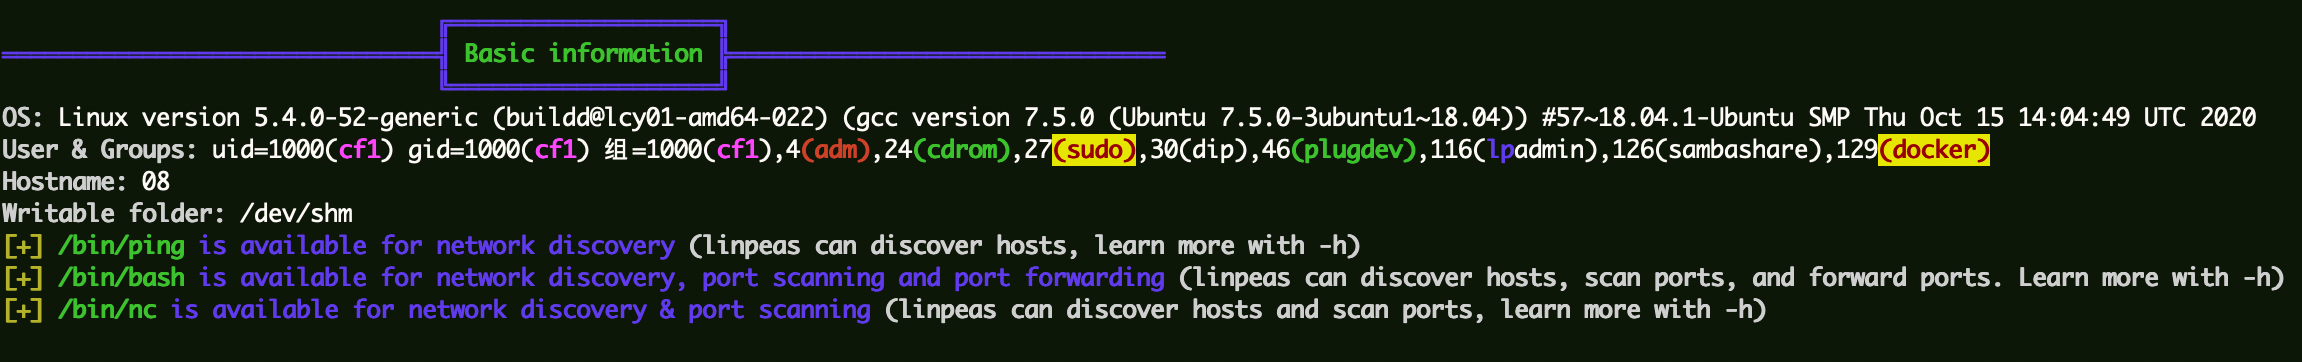 Basic information
OS: Linux version 5.4.0-52-generic (buildd@lcy01-amd64-022) (gcc version 7.5.0 (Ubuntu 7.5.0-3ubuntu1~18.04)) #57~18.04.1-Ubuntu SMP Thu Oct 15 14:04:49 UTC 2020
User & Groups: uid=1000(cf1) gid=1000(cf1) 组=1000(cf1),4(adm),24(cdrom),27(sudo),30(dip),46(plugdev),116(lpadmin),126(sambashare),129(docker)
Hostname: 08
Writable folder: /dev/shm
[+] /bin/ping is available for network discovery (linpeas can discover hosts, learn more with -h)
[+] /bin/bash is available for network discovery, port scanning and port forwarding (linpeas can discover hosts, scan ports, and forward ports. Learn more with -h)
[+] /bin/nc is available for network discovery & port scanning (linpeas can discover hosts and scan ports, learn more with -h)